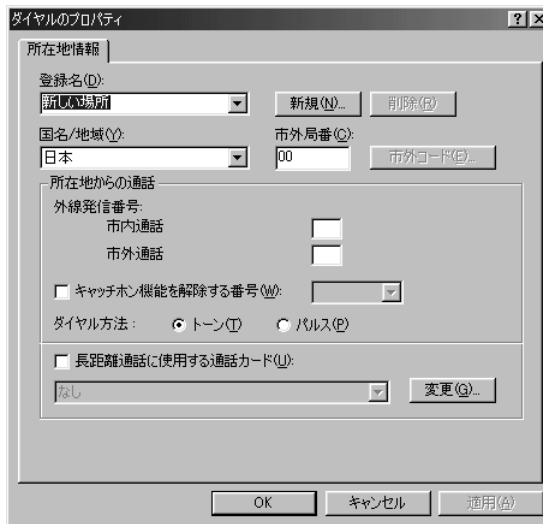 ダイヤルのプロパティ
所在地情報
登録名(D):
新しい場所 新規(N)... 削除(R)
国名/地域(Y): 市外局番(C):
日本 00 市外コード(E)...
所在地からの通話
外線発信番号:
市内通話
市外通話
キャッチホン機能を解除する番号(W):
ダイヤル方法: トーン(T) パルス(P)
長距離通話に使用する通話カード(U):
なし 変更(G)...
OK キャンセル 適用(A)